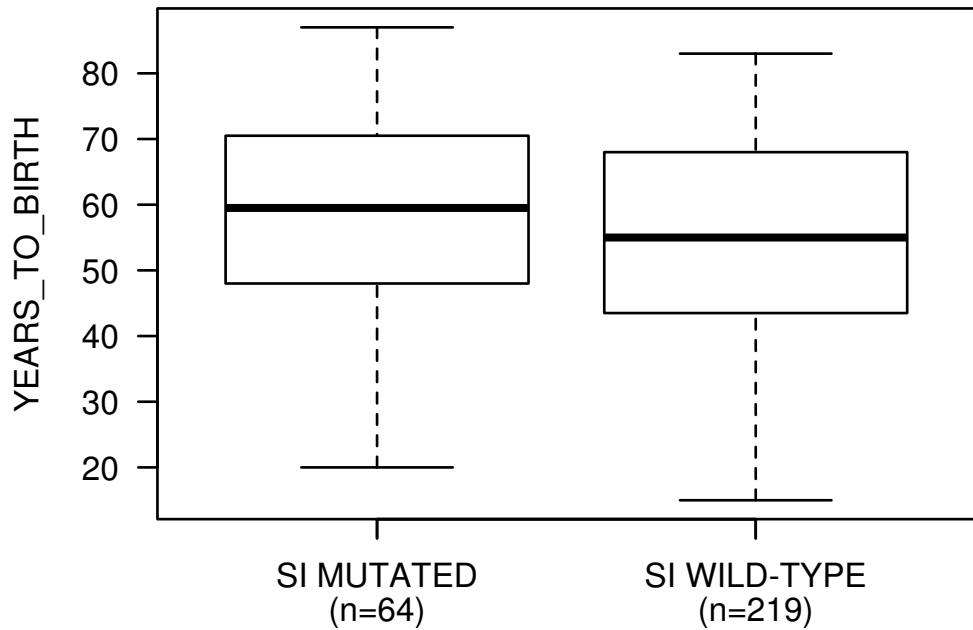 YEARS_TO_BIRTH
80
70
60
50
40
30
20
SI MUTATED
(n=64)
SI WILD-TYPE
(n=219)